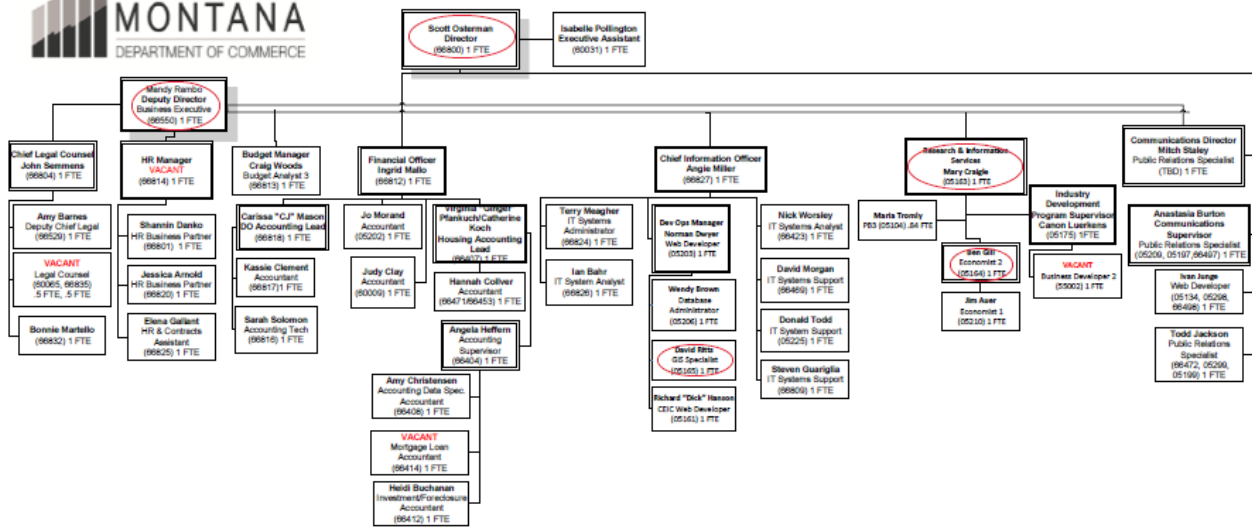 MONTANA
DEPARTMENT OF COMMERCE
Scott Osterman
Director
(66800) 1 FTE
Isabelle Pollington
Executive Assistant
(60031) 1 FTE
Mandy Rambo
Deputy Director
Business Executive
(66550) 1 FTE
Chief Legal Counsel
John Semmens
(66804) 1 FTE
HR Manager
VACANT
(66814) 1 FTE
Budget Manager
Craig Woods
Budget Analyst 3
(66813) 1 FTE
Financial Officer
Ingrid Mallo
(66812) 1 FTE
Chief Information Officer
Angie Miller
(66827) 1 FTE
Research & Information
Services
Mary Craigle
(05163) 1 FTE
Communications Director
Mitch Staley
Public Relations Specialist
(TBD) 1 FTE
Amy Barnes
Deputy Chief Legal
(66529) 1 FTE
VACANT
Legal Counsel
(60065, 66835)
.5 FTE, .5 FTE
Bonnie Martello
(66832) 1 FTE
Shannin Danko
HR Business Partner
(66801) 1 FTE
Jessica Arnold
HR Business Partner
(66820) 1 FTE
Elena Gallant
HR & Contracts
Assistant
(66825) 1 FTE
Carissa "CJ" Mason
DO Accounting Lead
(66818) 1 FTE
Kassie Clement
Accountant
(66817)1 FTE
Sarah Solomon
Accounting Tech
(66816) 1 FTE
Jo Morand
Accountant
(05202) 1 FTE
Judy Clay
Accountant
(60009) 1 FTE
Virginia "Ginger"
Pfankuch/Catherine
Koch
Housing Accounting
Lead
(66407) 1 FTE
Hannah Collver
Accountant
(66471/66453) 1 FTE
Angela Heffern
Accounting
Supervisor
(66404) 1 FTE
Amy Christensen
Accounting Data Spec.
Accountant
(66408) 1 FTE
VACANT
Mortgage Loan
Accountant
(66414) 1 FTE
Heidi Buchanan
Investment/Foreclosure
Accountant
(66412) 1 FTE
Terry Meagher
IT Systems
Administrator
(66824) 1 FTE
Ian Bahr
IT System Analyst
(66826) 1 FTE
Dev Ops Manager
Norman Dwyer
Web Developer
(05203) 1 FTE
Wendy Brown
Database
Administrator
(05206) 1 FTE
David Ritts
GIS Specialist
(05165) 1 FTE
Richard "Dick" Hanson
CEIC Web Developer
(05161) 1 FTE
Nick Worsley
IT Systems Analyst
(66423) 1 FTE
David Morgan
IT Systems Support
(66469) 1 FTE
Donald Todd
IT System Support
(05225) 1 FTE
Steven Guariglia
IT Systems Support
(66809) 1 FTE
Maria Tromly
PB3 (05104) .84 FTE
Ben Gill
Economist 2
(05164) 1 FTE
Jim Auer
Economist 1
(05210) 1 FTE
Industry
Development
Program Supervisor
Canon Luerkens
(05175) 1FTE
VACANT
Business Developer 2
(55002) 1 FTE
Anastasia Burton
Communications
Supervisor
Public Relations Specialist
(05209, 05197,66497) 1 FTE
Ivan Junge
Web Developer
(05134, 05298,
66498) 1 FTE
Todd Jackson
Public Relations
Specialist
(66472, 05299,
05199) 1 FTE